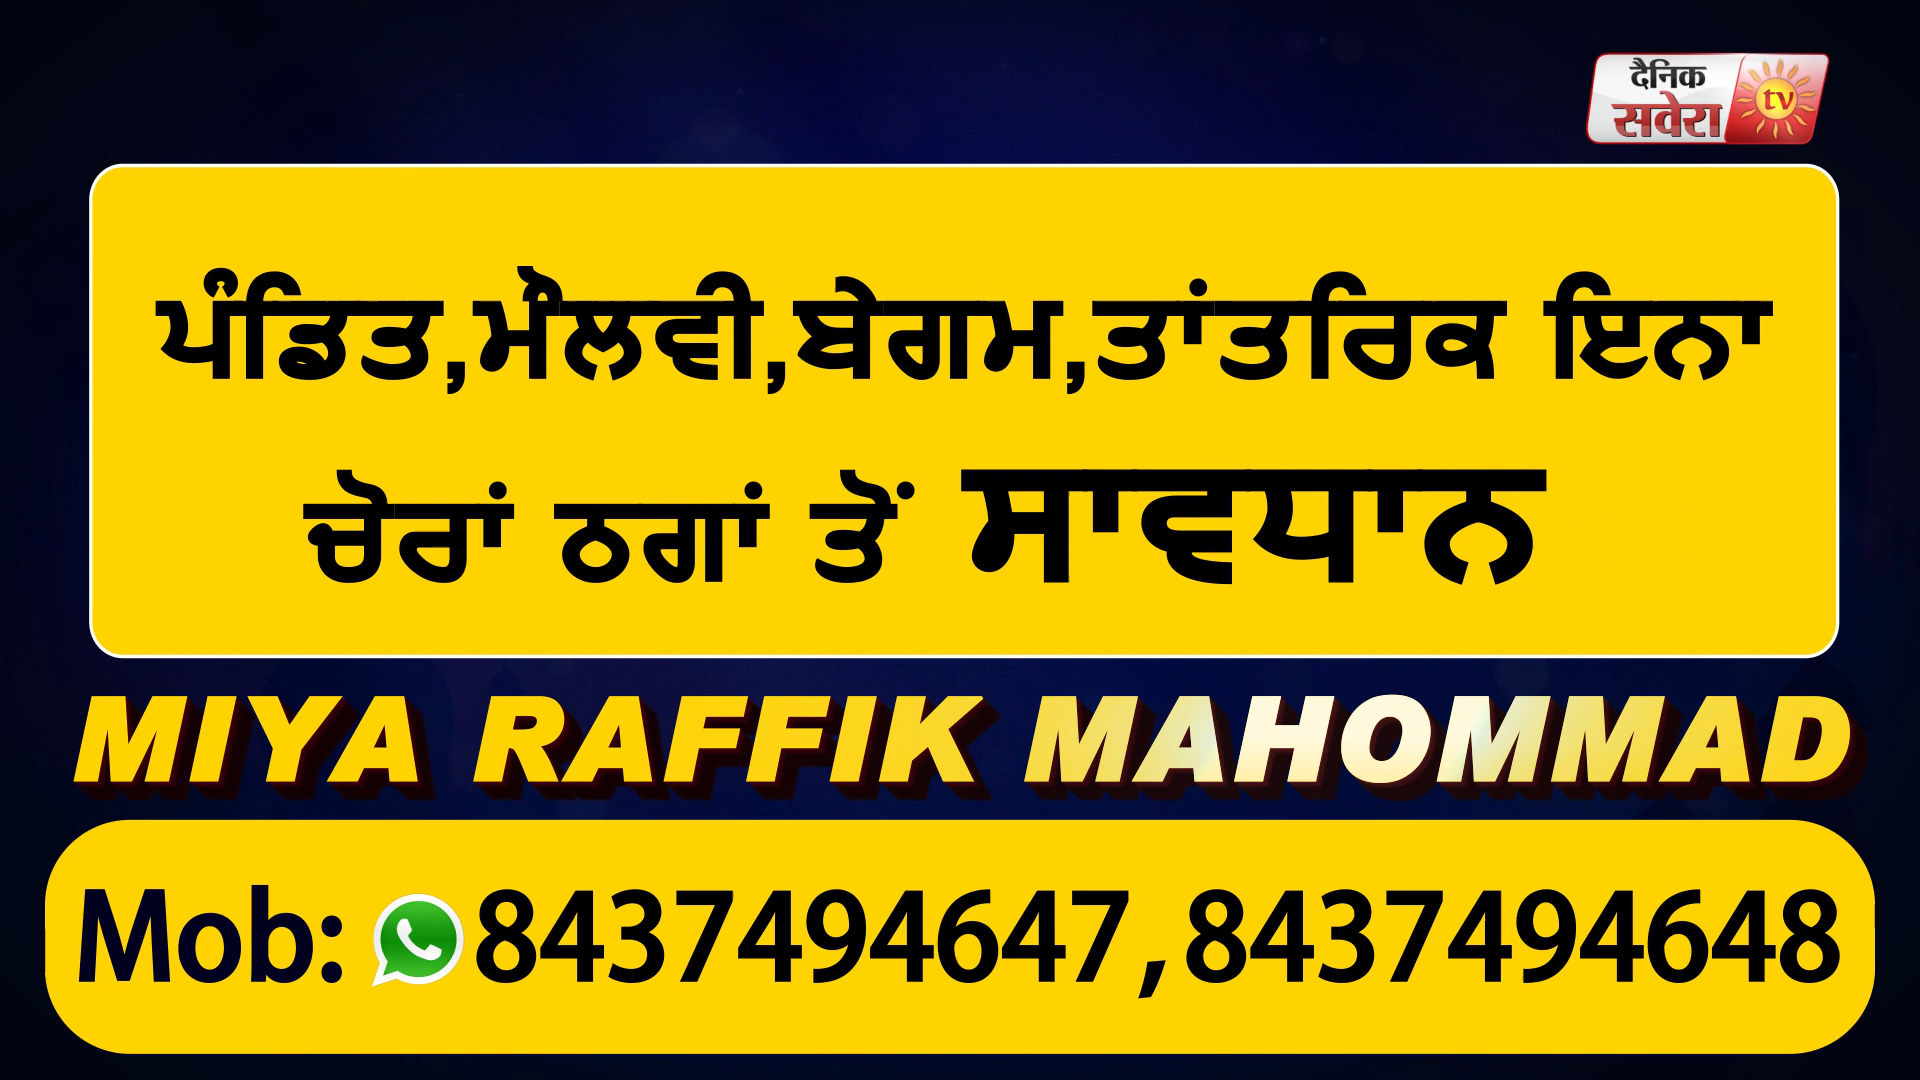 दैनिक
सवेरा tv
ਪੰਡਿਤ,ਮੌਲਵੀ,ਬੇਗਮ,ਤਾਂਤਰਿਕ ਇਨਾ
ਚੋਰਾਂ ਠਗਾਂ ਤੋਂ ਸਾਵਧਾਨ
MIYA RAFFIK MAHOMMAD
Mob: 8437494647,8437494648